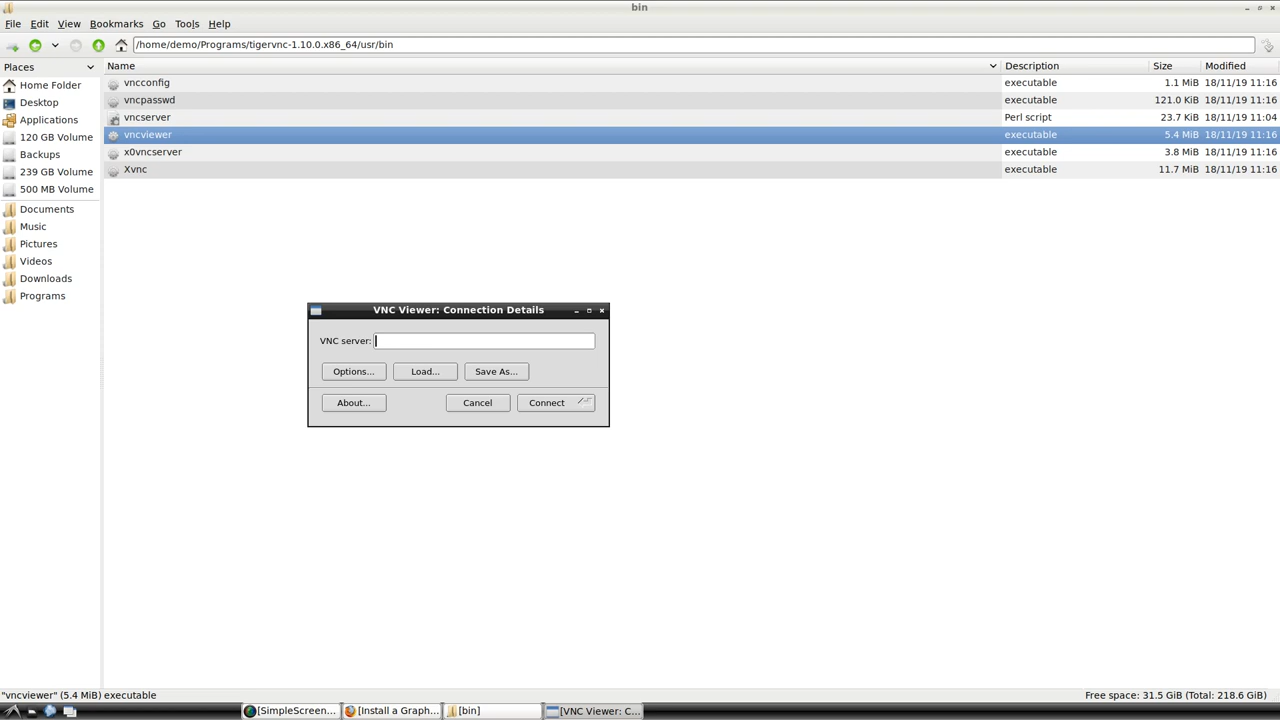 bin
File Edit View Bookmarks Go Tools Help
/home/demo/Programs/tigervnc-1.10.0.x86_64/usr/bin
Places Name Description Size Modified
Home Folder
Desktop
Applications
120 GB Volume
Backups
239 GB Volume
500 MB Volume
Documents
Music
Pictures
Videos
Downloads
Programs
vncconfig executable 1.1 MiB 18/11/19 11:16
vncpasswd executable 121.0 KiB 18/11/19 11:16
vncserver Perl script 23.7 KiB 18/11/19 11:04
vncviewer executable 5.4 MiB 18/11/19 11:16
x0vncserver executable 3.8 MiB 18/11/19 11:16
Xvnc executable 11.7 MiB 18/11/19 11:16
VNC Viewer: Connection Details
VNC server:
Options... Load... Save As...
About... Cancel Connect
"vncviewer" (5.4 MiB) executable Free space: 31.5 GiB (Total: 218.6 GiB)
[SimpleScreen... [Install a Graph... [bin] [VNC Viewer: C...